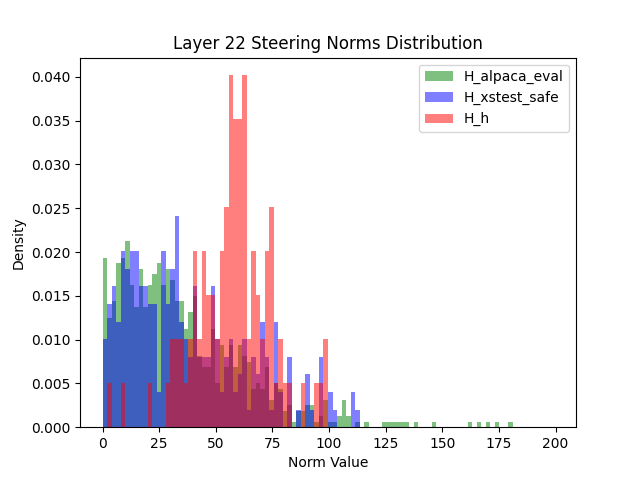 Layer 22 Steering Norms Distribution
H_alpaca_eval
H_xstest_safe
H_h
0.040
0.035
0.030
0.025
0.020
0.015
0.010
0.005
0.000
Density
0 25 50 75 100 125 150 175 200
Norm Value